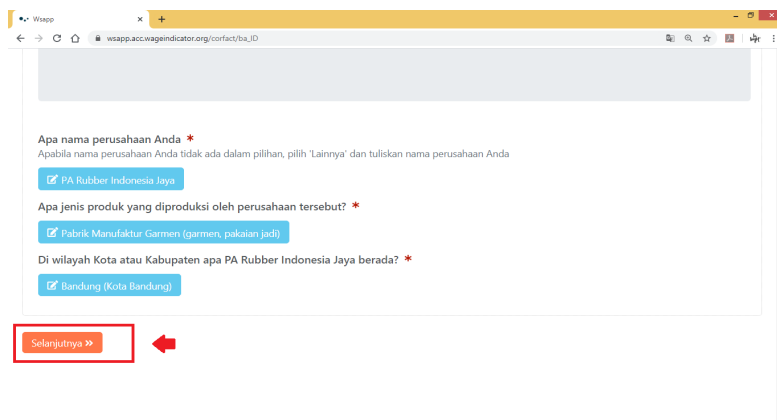 Wsapp
wsapp.acc.wageindicator.org/corfact/ba_ID
Apa nama perusahaan Anda *
Apabila nama perusahaan Anda tidak ada dalam pilihan, pilih 'Lainnya' dan tuliskan nama perusahaan Anda
PA Rubber Indonesia Jaya
Apa jenis produk yang diproduksi oleh perusahaan tersebut? *
Pabrik Manufaktur Garmen (garmen, pakaian jadi)
Di wilayah Kota atau Kabupaten apa PA Rubber Indonesia Jaya berada? *
Bandung (Kota Bandung)
Selanjutnya »